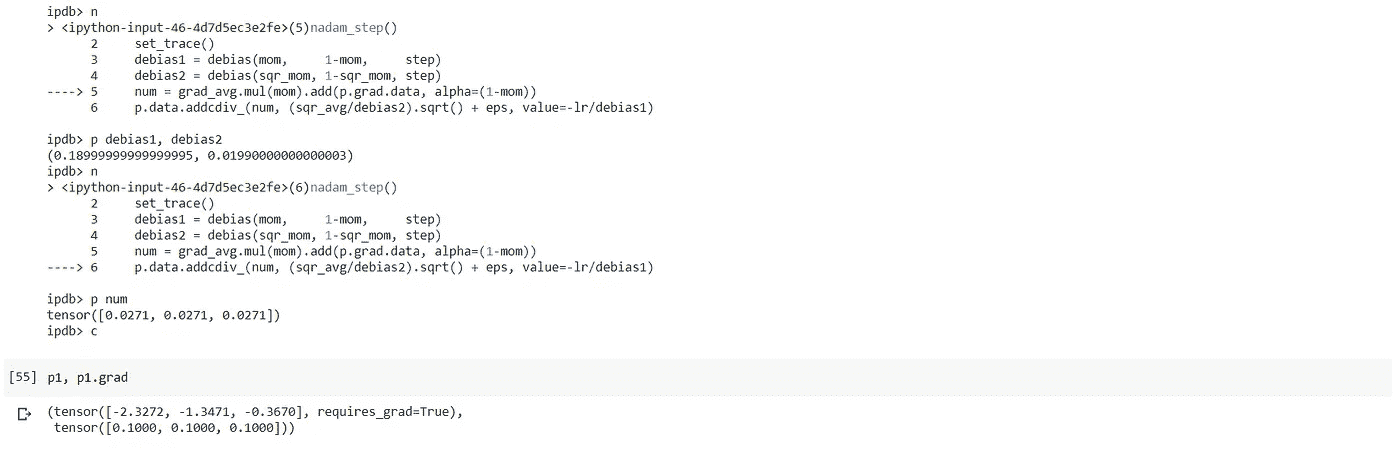 ipdb> n
> <ipython-input-46-4d7d5ec3e2fe>(5)nadam_step()
      2     set_trace()
      3     debias1 = debias(mom,     1-mom,     step)
      4     debias2 = debias(sqr_mom, 1-sqr_mom, step)
----> 5     num = grad_avg.mul(mom).add(p.grad.data, alpha=(1-mom))
      6     p.data.addcdiv_(num, (sqr_avg/debias2).sqrt() + eps, value=-lr/debias1)
ipdb> p debias1, debias2
(0.18999999999999995, 0.01990000000000003)
ipdb> n
> <ipython-input-46-4d7d5ec3e2fe>(6)nadam_step()
      2     set_trace()
      3     debias1 = debias(mom,     1-mom,     step)
      4     debias2 = debias(sqr_mom, 1-sqr_mom, step)
      5     num = grad_avg.mul(mom).add(p.grad.data, alpha=(1-mom))
----> 6     p.data.addcdiv_(num, (sqr_avg/debias2).sqrt() + eps, value=-lr/debias1)
ipdb> p num
tensor([0.0271, 0.0271, 0.0271])
ipdb> c
[55] p1, p1.grad
(tensor([-2.3272, -1.3471, -0.3670], requires_grad=True),
 tensor([0.1000, 0.1000, 0.1000]))